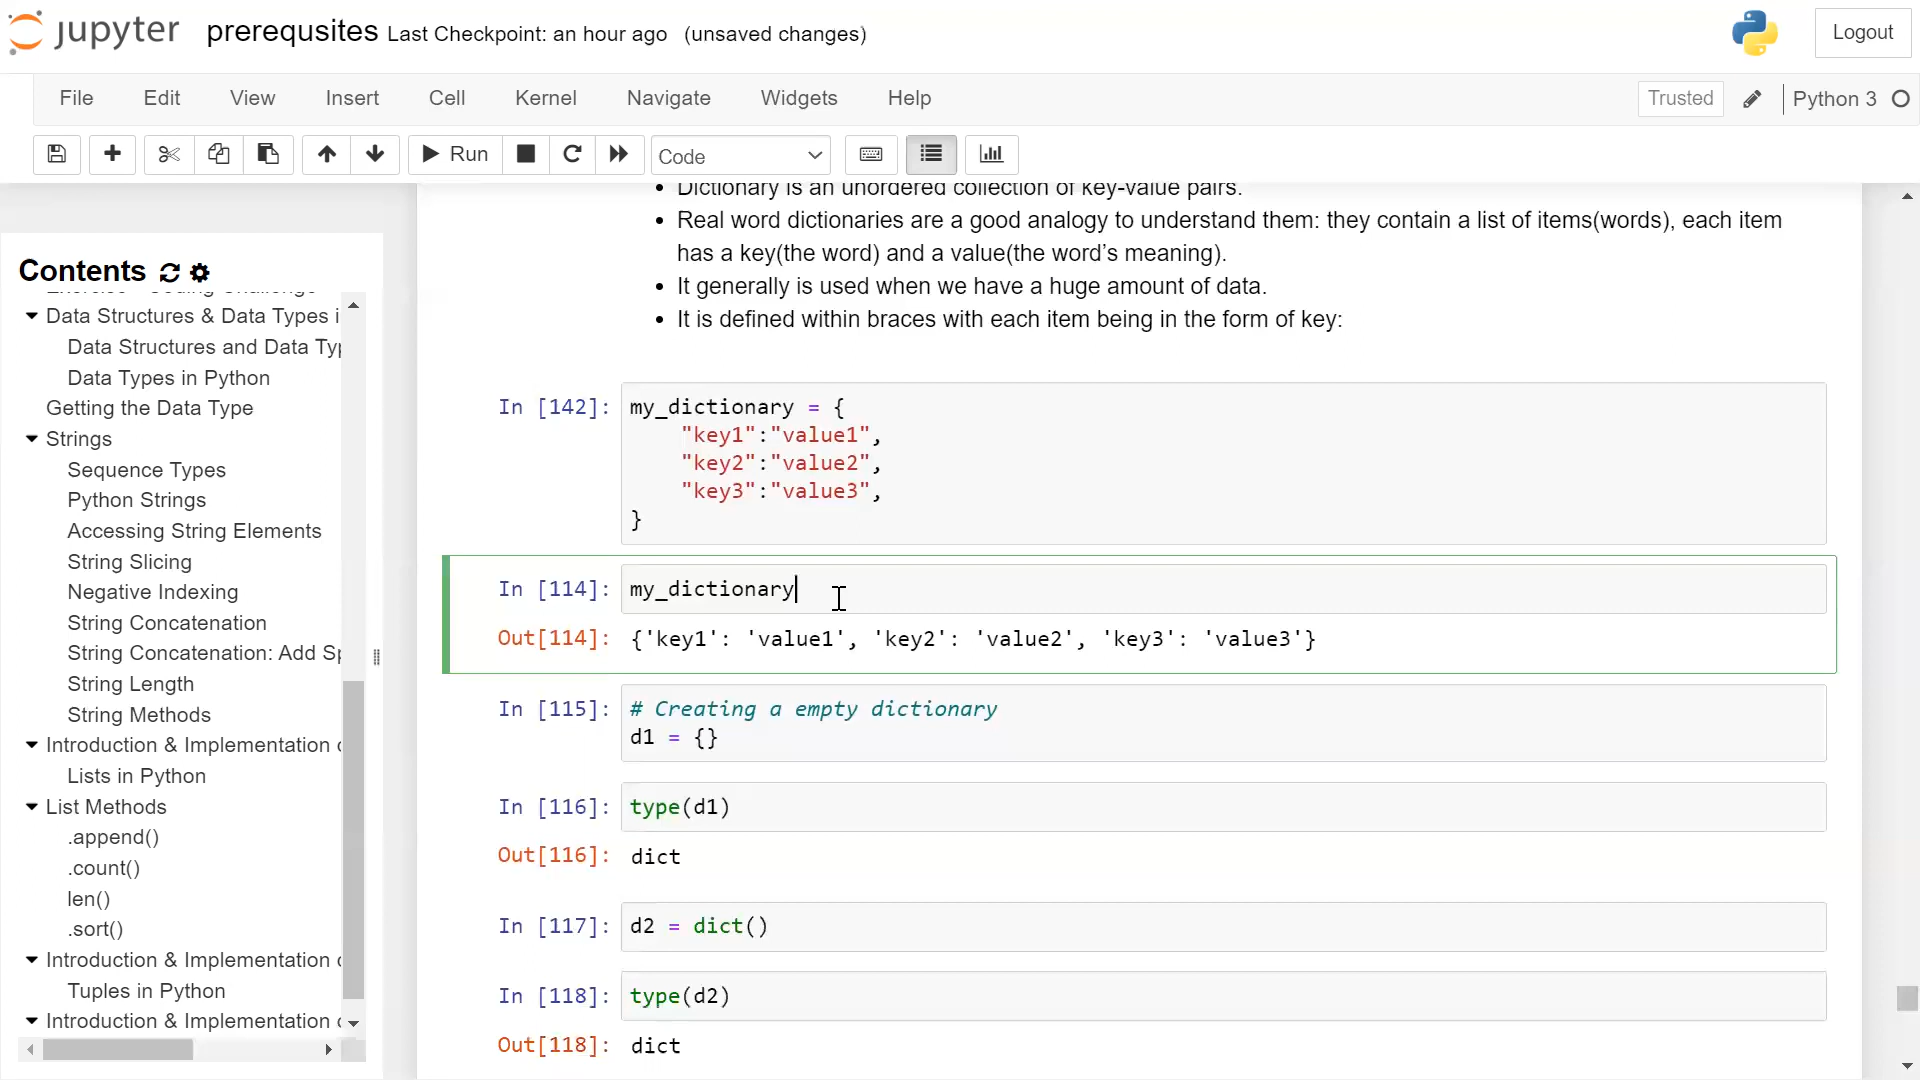 jupyter prerequsites Last Checkpoint: an hour ago (unsaved changes)
Logout
File Edit View Insert Cell Kernel Navigate Widgets Help
Trusted Python 3
Run Code
Contents
Data Structures & Data Types i
Data Structures and Data Typ
Data Types in Python
Getting the Data Type
Strings
Sequence Types
Python Strings
Accessing String Elements
String Slicing
Negative Indexing
String Concatenation
String Concatenation: Add Sp
String Length
String Methods
Introduction & Implementation
Lists in Python
List Methods
.append()
.count()
len()
.sort()
Introduction & Implementation
Tuples in Python
Introduction & Implementation
• Dictionary is an unordered collection of key-value pairs.
• Real word dictionaries are a good analogy to understand them: they contain a list of items(words), each item
has a key(the word) and a value(the word’s meaning).
• It generally is used when we have a huge amount of data.
• It is defined within braces with each item being in the form of key:
In [142]: my_dictionary = {
"key1":"value1",
"key2":"value2",
"key3":"value3",
}
In [114]: my_dictionary
Out[114]: {'key1': 'value1', 'key2': 'value2', 'key3': 'value3'}
In [115]: # Creating a empty dictionary
d1 = {}
In [116]: type(d1)
Out[116]: dict
In [117]: d2 = dict()
In [118]: type(d2)
Out[118]: dict